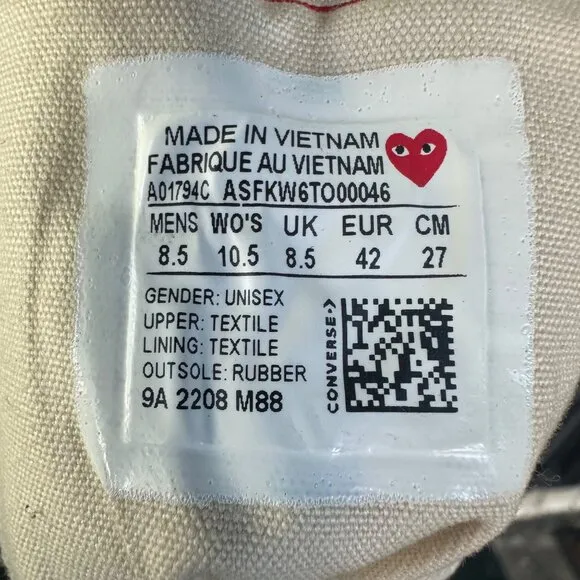 MADE IN VIETNAM
FABRIQUE AU VIETNAM
A01794C ASFKW6TO00046
MENS WO'S UK EUR CM
8.5 10.5 8.5 42 27
GENDER: UNISEX
UPPER: TEXTILE
LINING: TEXTILE
OUTSOLE: RUBBER
9A 2208 M88
CONVERSE